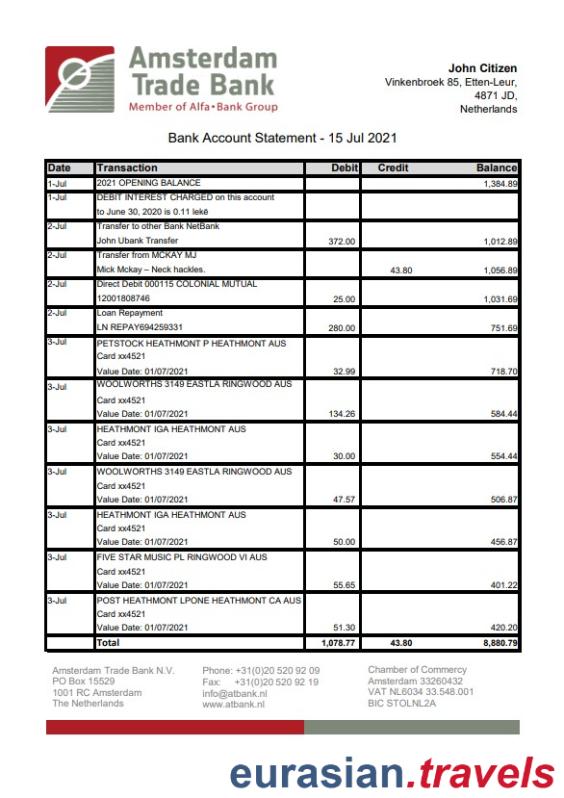 Amsterdam
Trade Bank
Member of Alfa•Bank Group
John Citizen
Vinkenbroek 85, Etten-Leur,
4871 JD,
Netherlands
Bank Account Statement - 15 Jul 2021
Date Transaction Debit Credit Balance
1-Jul 2021 OPENING BALANCE 1,384.89
1-Jul DEBIT INTEREST CHARGED on this account
to June 30, 2020 is 0.11 lekë
2-Jul Transfer to other Bank NetBank
John Ubank Transfer 372.00 1,012.89
2-Jul Transfer from MCKAY MJ
Mick Mckay – Neck hackles. 43.80 1,056.89
2-Jul Direct Debit 000115 COLONIAL MUTUAL
12001808746 25.00 1,031.69
2-Jul Loan Repayment
LN REPAY694259331 280.00 751.69
3-Jul PETSTOCK HEATHMONT P HEATHMONT AUS
Card xx4521
Value Date: 01/07/2021 32.99 718.70
3-Jul WOOLWORTHS 3149 EASTLA RINGWOOD AUS
Card xx4521
Value Date: 01/07/2021 134.26 584.44
3-Jul HEATHMONT IGA HEATHMONT AUS
Card xx4521
Value Date: 01/07/2021 30.00 554.44
3-Jul WOOLWORTHS 3149 EASTLA RINGWOOD AUS
Card xx4521
Value Date: 01/07/2021 47.57 506.87
3-Jul HEATHMONT IGA HEATHMONT AUS
Card xx4521
Value Date: 01/07/2021 50.00 456.87
3-Jul FIVE STAR MUSIC PL RINGWOOD VI AUS
Card xx4521
Value Date: 01/07/2021 55.65 401.22
3-Jul POST HEATHMONT LPONE HEATHMONT CA AUS
Card xx4521
Value Date: 01/07/2021 51.30 420.20
Total 1,078.77 43.80 8,880.79
Amsterdam Trade Bank N.V.
PO Box 15529
1001 RC Amsterdam
The Netherlands
Phone: +31(0)20 520 92 09
Fax: +31(0)20 520 92 19
info@atbank.nl
www.atbank.nl
Chamber of Commercy
Amsterdam 33260432
VAT NL6034 33.548.001
BIC STOLNL2A
eurasian.travels